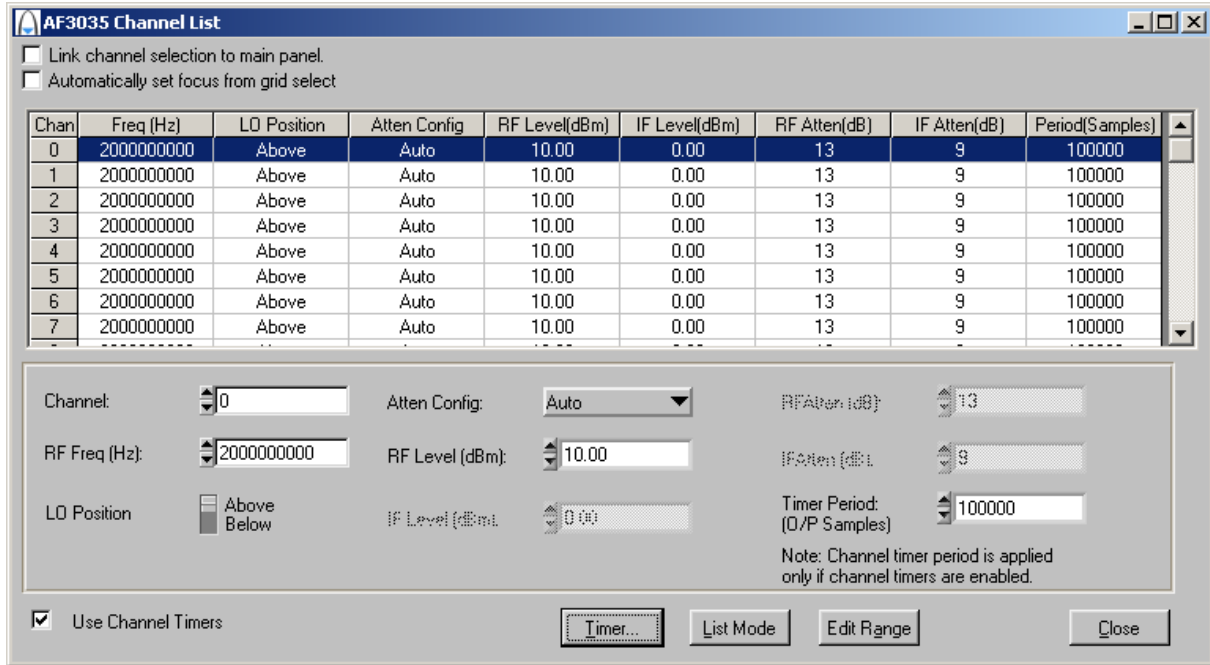 AF3035 Channel List
Link channel selection to main panel.
Automatically set focus from grid select
Chan Freq (Hz) LO Position Atten Config RF Level(dBm) IF Level(dBm) RF Atten(dB) IF Atten(dB) Period(Samples)
0 2000000000 Above Auto 10.00 0.00 13 9 100000
1 2000000000 Above Auto 10.00 0.00 13 9 100000
2 2000000000 Above Auto 10.00 0.00 13 9 100000
3 2000000000 Above Auto 10.00 0.00 13 9 100000
4 2000000000 Above Auto 10.00 0.00 13 9 100000
5 2000000000 Above Auto 10.00 0.00 13 9 100000
6 2000000000 Above Auto 10.00 0.00 13 9 100000
7 2000000000 Above Auto 10.00 0.00 13 9 100000
Channel: 0 Atten Config: Auto RFAtten (dB): 13
RF Freq (Hz): 2000000000 RF Level (dBm): 10.00 IFAtten (dB): 9
LO Position Above
Below
IF Level (dBm): 0.00
Timer Period:
(O/P Samples)
100000
Note: Channel timer period is applied
only if channel timers are enabled.
Use Channel Timers Timer... List Mode Edit Range Close